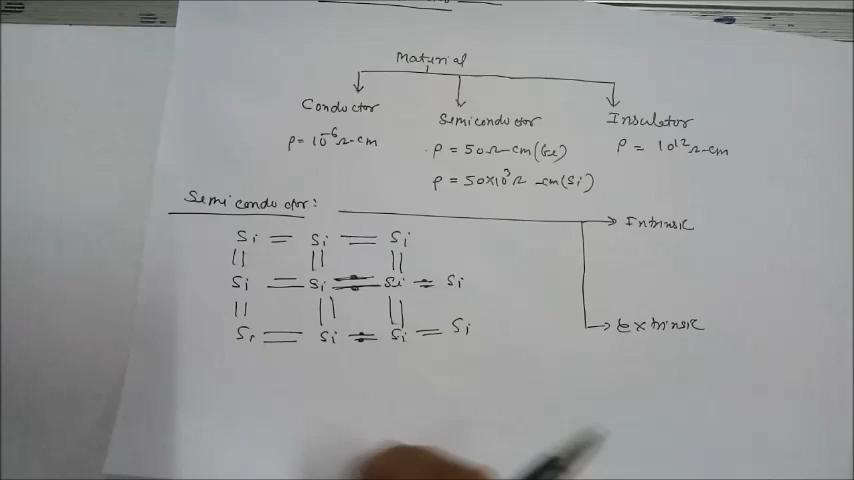 Material
Conductor Semiconductor Insulator
ρ = 10⁻⁶ Ω-cm ρ = 50 Ω-cm (Ge) ρ = 10¹² Ω-cm
ρ = 50×10³ Ω-cm (Si)
Semiconductor: Intrinsic
Si = Si = Si
|| || ||
Si = Si = Si = Si
|| || ||
Si = Si = Si = Si
Extrinsic